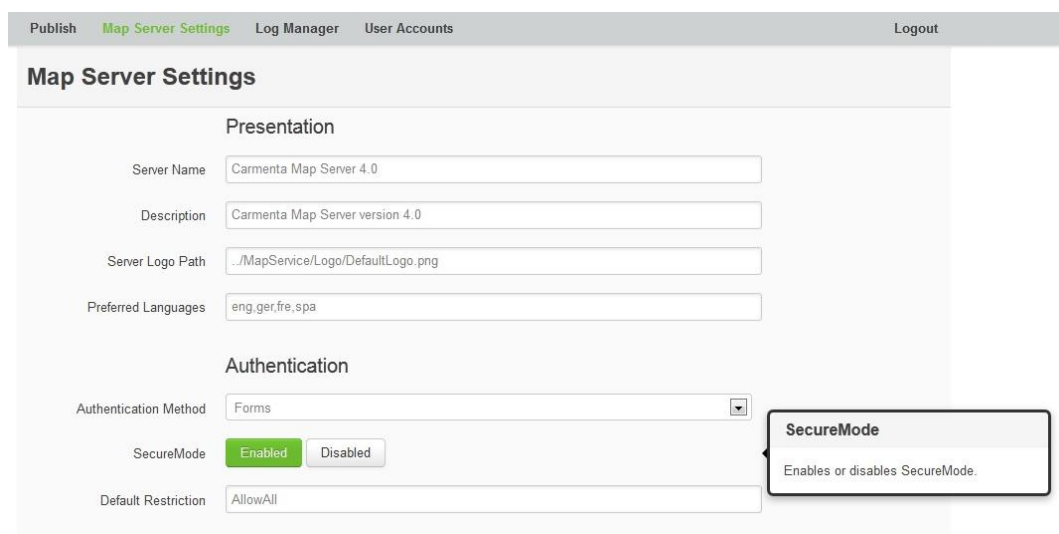 Publish Map Server Settings Log Manager User Accounts Logout
Map Server Settings
Presentation
Server Name Carmenta Map Server 4.0
Description Carmenta Map Server version 4.0
Server Logo Path ../MapService/Logo/DefaultLogo.png
Preferred Languages eng,ger,fre,spa
Authentication
Authentication Method Forms
SecureMode Enabled Disabled
Default Restriction AllowAll
SecureMode
Enables or disables SecureMode.